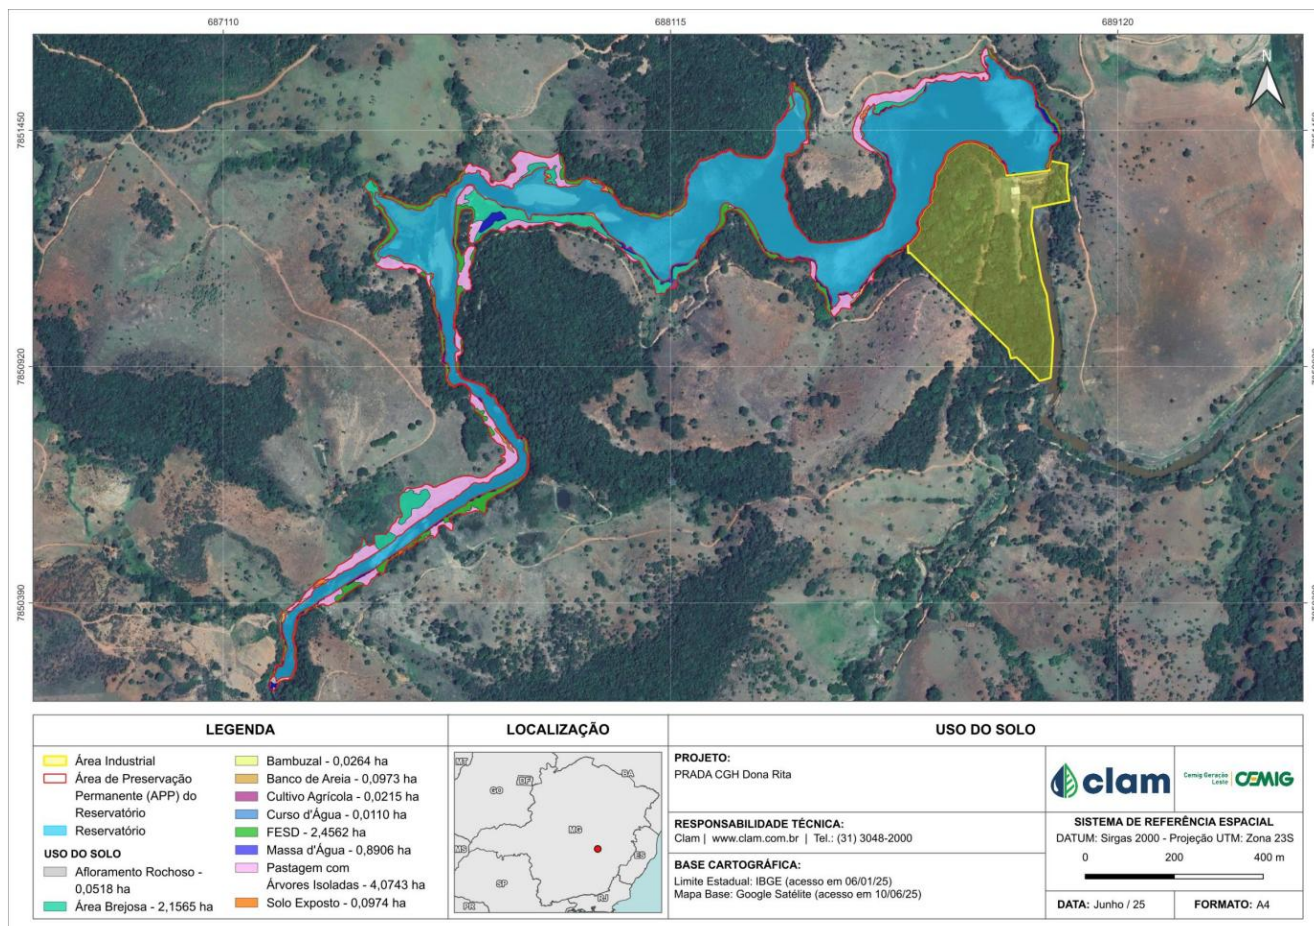 687110
688115
689120
N
7851450
7850920
7850390
LEGENDA
Área Industrial
Área de Preservação
Permanente (APP) do
Reservatório
Reservatório
USO DO SOLO
Afloramento Rochoso -
0,0518 ha
Área Brejosa - 2,1565 ha
Bambuzal - 0,0264 ha
Banco de Areia - 0,0973 ha
Cultivo Agrícola - 0,0215 ha
Curso d'Água - 0,0110 ha
FESD - 2,4562 ha
Massa d'Água - 0,8906 ha
Pastagem com
Árvores Isoladas - 4,0743 ha
Solo Exposto - 0,0974 ha
LOCALIZAÇÃO
MT
GO
BA
MG
MS
ES
SP
RJ
PR
USO DO SOLO
PROJETO:
PRADA CGH Dona Rita
RESPONSABILIDADE TÉCNICA:
Clam | www.clam.com.br | Tel.: (31) 3048-2000
BASE CARTOGRÁFICA:
Limite Estadual: IBGE (acesso em 06/01/25)
Mapa Base: Google Satélite (acesso em 10/06/25)
clam
Cemig Geração
Leste
CEMIG
SISTEMA DE REFERÊNCIA ESPACIAL
DATUM: Sirgas 2000 - Projeção UTM: Zona 23S
0 200 400 m
DATA: Junho / 25
FORMATO: A4